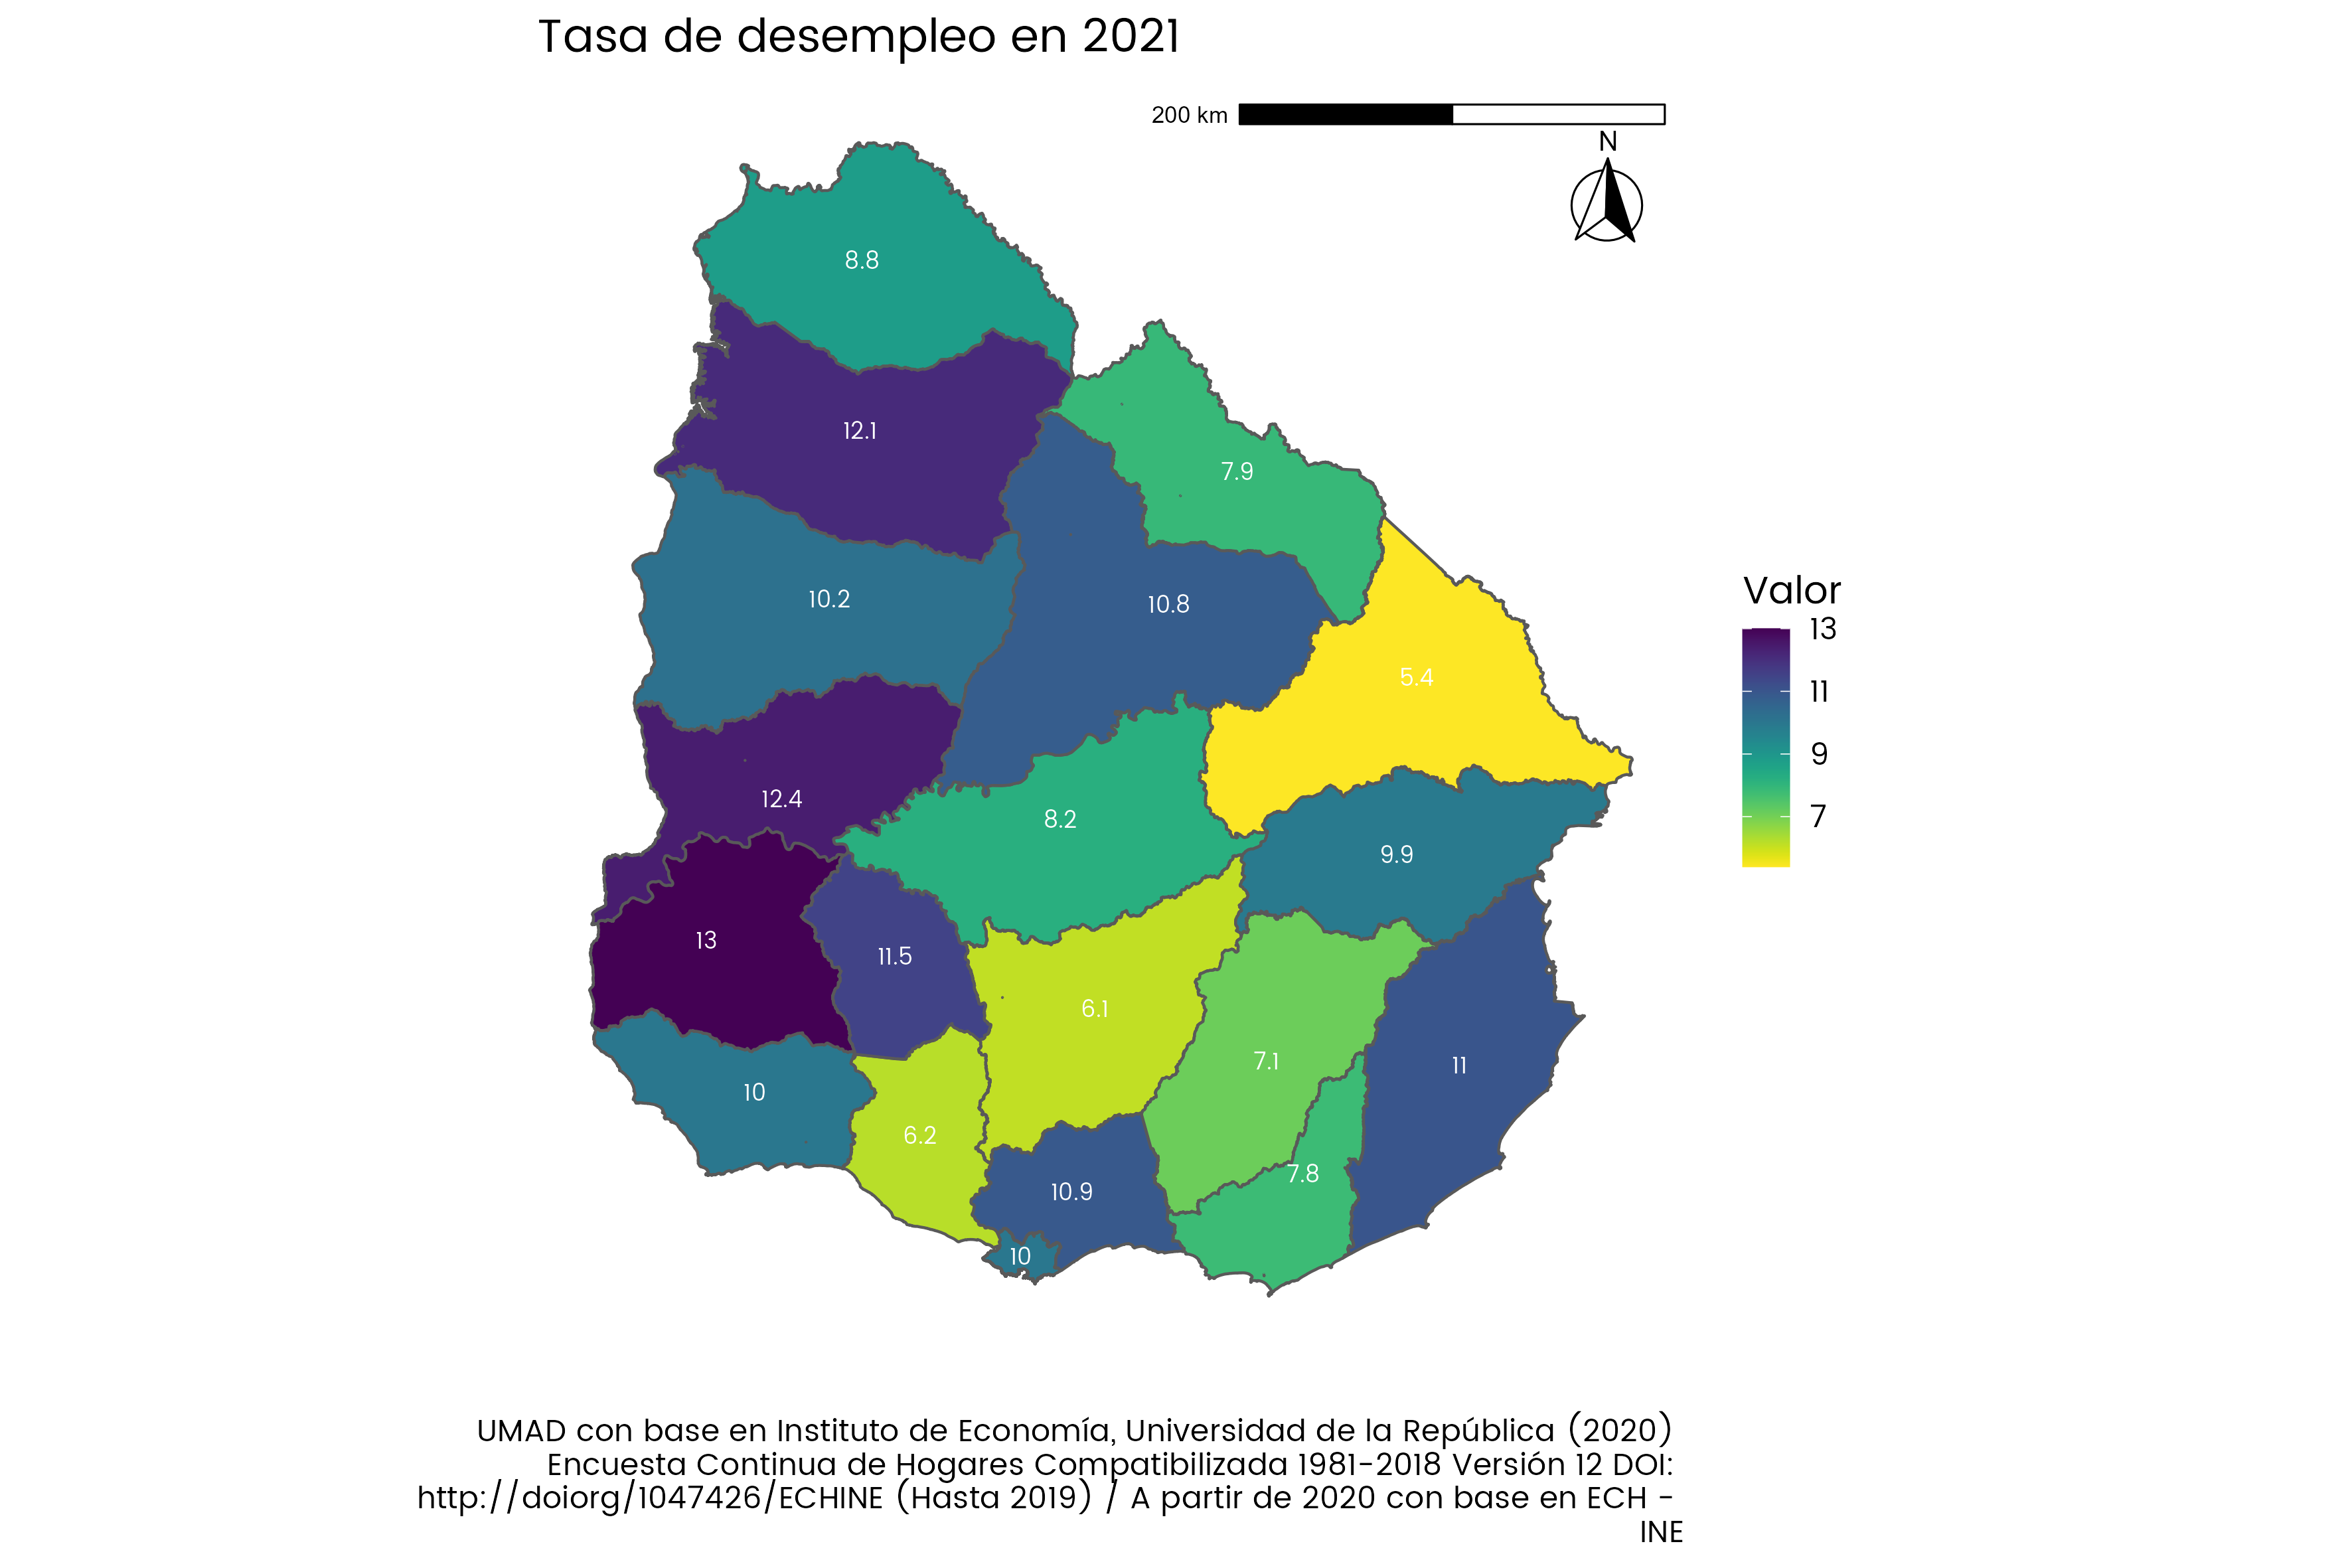 Tasa de desempleo en 2021
200 km
N
8.8
12.1
7.9
10.2
10.8
5.4
12.4
8.2
9.9
13
11.5
6.1
7.1
11
10
6.2
7.8
10.9
10
Valor
13
11
9
7
UMAD con base en Instituto de Economía, Universidad de la República (2020)
Encuesta Continua de Hogares Compatibilizada 1981-2018 Versión 12 DOI:
http://doiorg/1047426/ECHINE (Hasta 2019) / A partir de 2020 con base en ECH -
INE